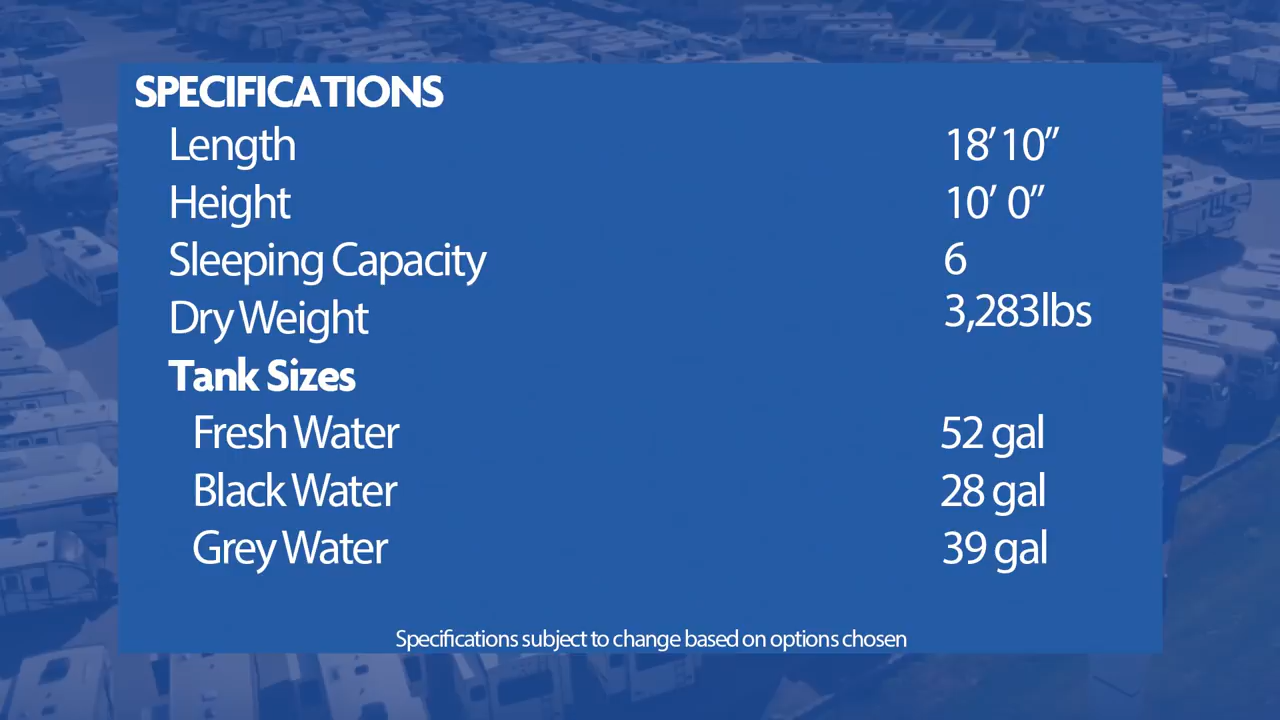 SPECIFICATIONS
Length 18’10”
Height 10’ 0”
Sleeping Capacity 6
Dry Weight 3,283lbs
Tank Sizes
Fresh Water 52 gal
Black Water 28 gal
Grey Water 39 gal
Specifications subject to change based on options chosen